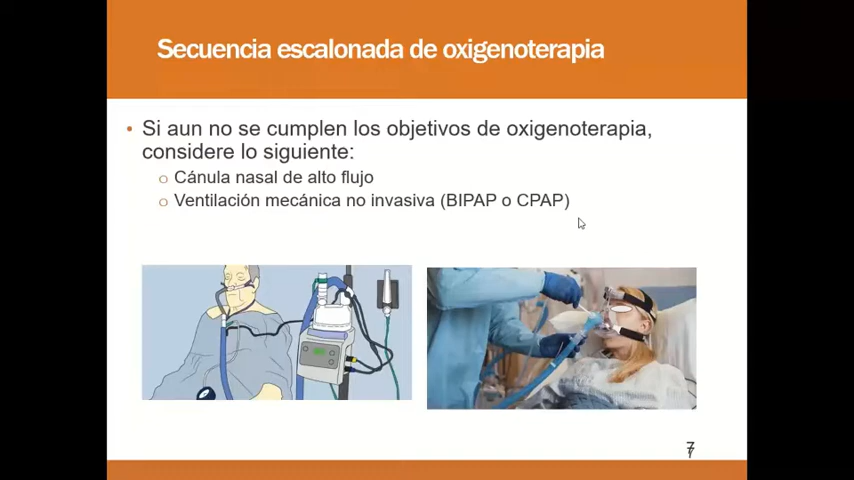 Secuencia escalonada de oxigenoterapia
• Si aun no se cumplen los objetivos de oxigenoterapia,
considere lo siguiente:
o Cánula nasal de alto flujo
o Ventilación mecánica no invasiva (BIPAP o CPAP)